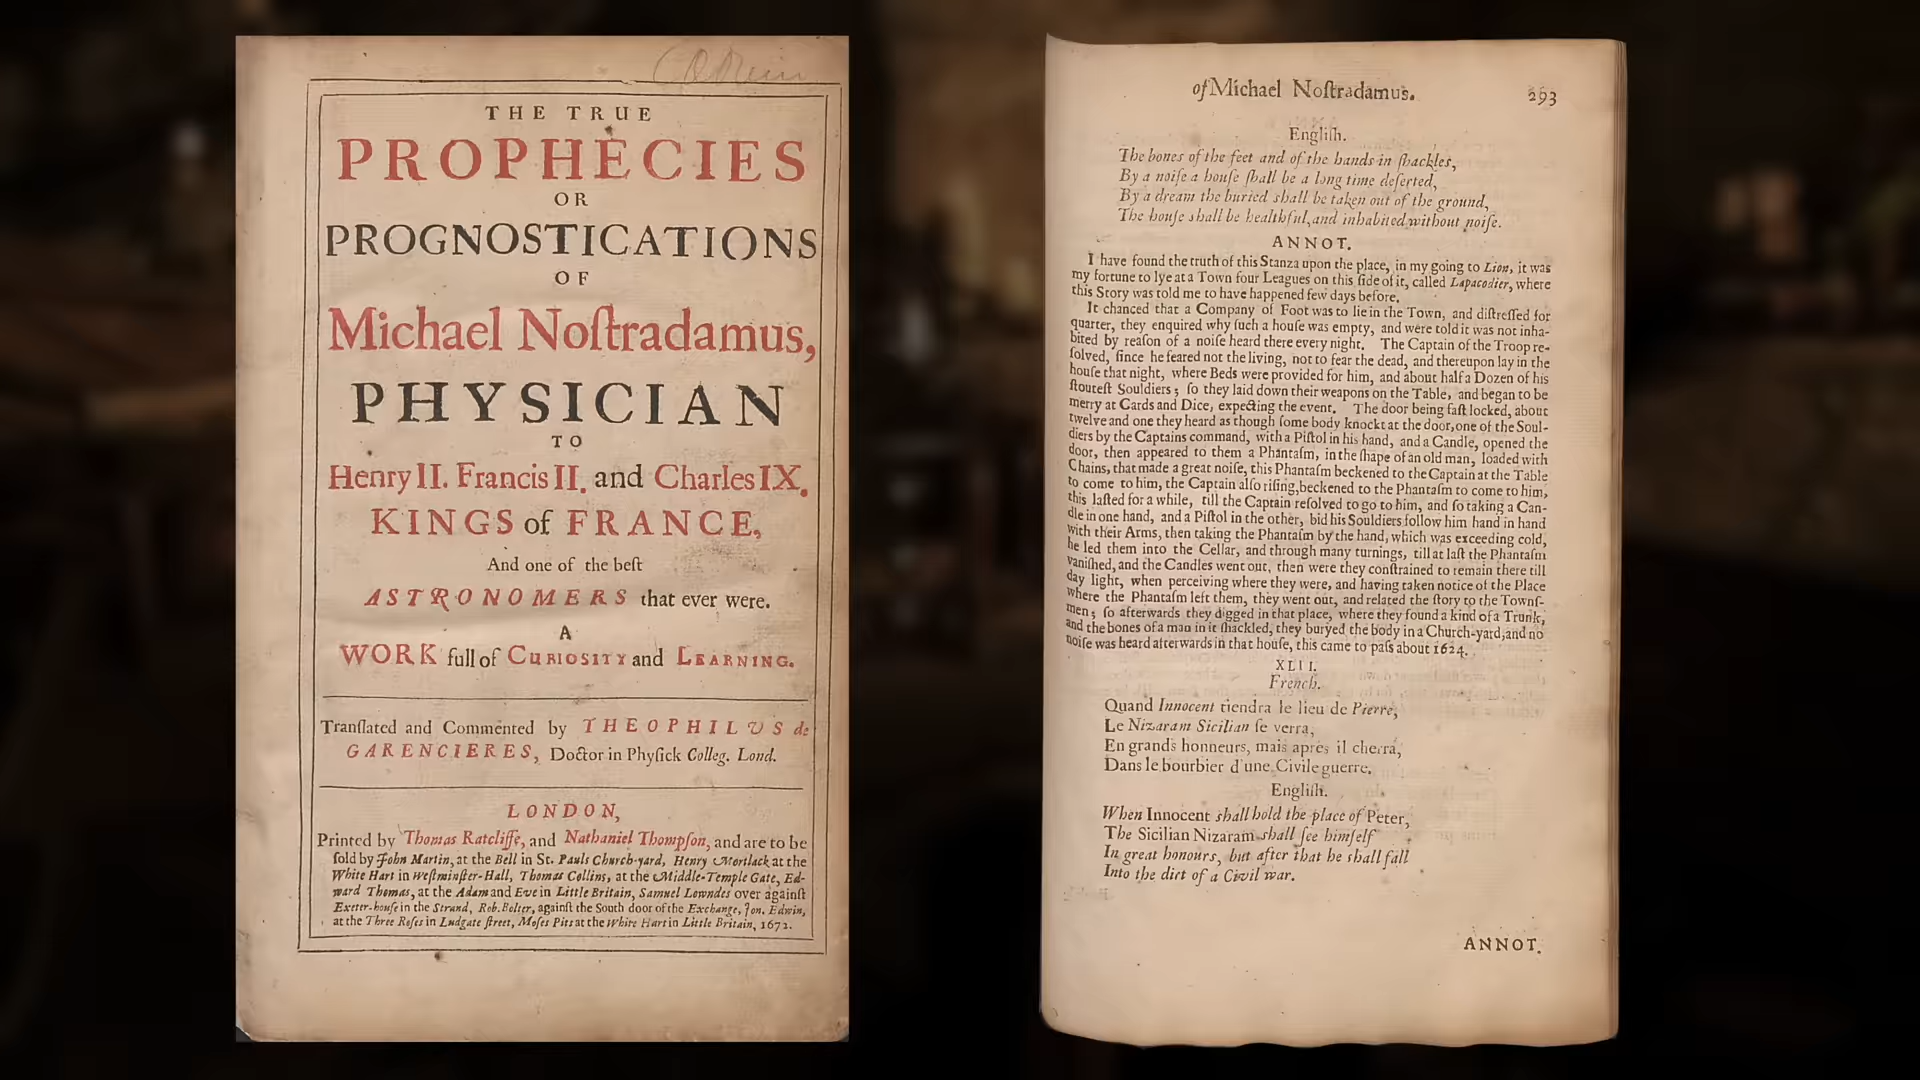 THE TRUE
PROPHECIES
OR
PROGNOSTICATIONS
OF
Michael Noſtradamus,
PHYSICIAN
TO
Henry II. Francis II. and Charles IX.
KINGS of FRANCE,
And one of the beſt
ASTRONOMERS that ever were.
A
WORK full of CURIOSITY and LEARNING.
Tranſlated and Commented by THEOPHILUS de
GARENCIERES, Doctor in Phyſick Colleg. Lond.
LONDON,
Printed by Thomas Ratcliffe, and Nathaniel Thompſon, and are to be
ſold by John Martin, at the Bell in St. Pauls Church-yard, Henry Mortlack at the
White Hart in Weſtminſter-Hall, Thomas Collins, at the Middle-Temple Gate, Ed-
ward Thomas, at the Adam and Eve in Little Britain, Samuel Lowndes over againſt
Exeter-houſe in the Strand, Rob. Bolter, againſt the South door of the Exchange, Jon. Edwin,
at the Three Roſes in Ludgate ſtreet, Moſes Pits at the White Hart in Little Britain, 1672.
of Michael Noſtradamus. 293
Engliſh.
The bones of the feet and of the hands in ſhackles,
By a noiſe a houſe ſhall be a long time deſerted,
By a dream the buried shall be taken out of the ground,
The houſe shall be healthful, and inhabited without noiſe.
ANNOT.
I have found the truth of this Stanza upon the place, in my going to Lion, it was
my fortune to lye at a Town four Leagues on this ſide of it, called Lapacodier, where
this Story was told me to have happened few days before.
It chanced that a Company of Foot was to lie in the Town, and diſtreſſed for
quarter, they enquired why ſuch a houſe was empty, and were told it was not inha-
bited by reaſon of a noiſe heard there every night. The Captain of the Troop re-
ſolved, ſince he feared not the living, not to fear the dead, and thereupon lay in the
houſe that night, where Beds were provided for him, and about half a Dozen of his
ſtouteſt Souldiers; ſo they laid down their weapons on the Table, and began to be
merry at Cards and Dice, expecting the event. The door being faſt locked, about
twelve and one they heard as though ſome body knockt at the door, one of the Soul-
diers by the Captains command, with a Piſtol in his hand, and a Candle, opened the
door, then appeared to them a Phantaſm, in the ſhape of an old man, loaded with
Chains, that made a great noiſe, this Phantaſm beckened to the Captain at the Table
to come to him, the Captain alſo riſing, beckened to the Phantaſm to come to him,
this laſted for a while, till the Captain reſolved to go to him, and ſo taking a Can-
dle in one hand, and a Piſtol in the other, bid his Souldiers follow him hand in hand
with their Arms, then taking the Phantaſm by the hand, which was exceeding cold,
he led them into the Cellar, and through many turnings, till at laſt the Phantaſm
vaniſhed, and the Candles went out, then were they conſtrained to remain there till
day light, when perceiving where they were, and having taken notice of the Place
where the Phantaſm left them, they went out, and related the ſtory to the Townſ-
men; ſo afterwards they digged in that place, where they found a kind of a Trunk,
and the bones of a man in it ſhackled, they buryed the body in a Church-yard, and no
noiſe was heard afterwards in that houſe, this came to paſs about 1624.
XLII.
French.
Quand Innocent tiendra le lieu de Pierre,
Le Nizaram Sicilian ſe verra,
En grands honneurs, mais apres il cherra,
Dans le bourbier d'une Civile guerre.
Engliſh.
When Innocent shall hold the place of Peter,
The Sicilian Nizaram shall ſee himſelf
In great honours, but after that he shall fall
Into the dirt of a Civil war.
ANNOT.